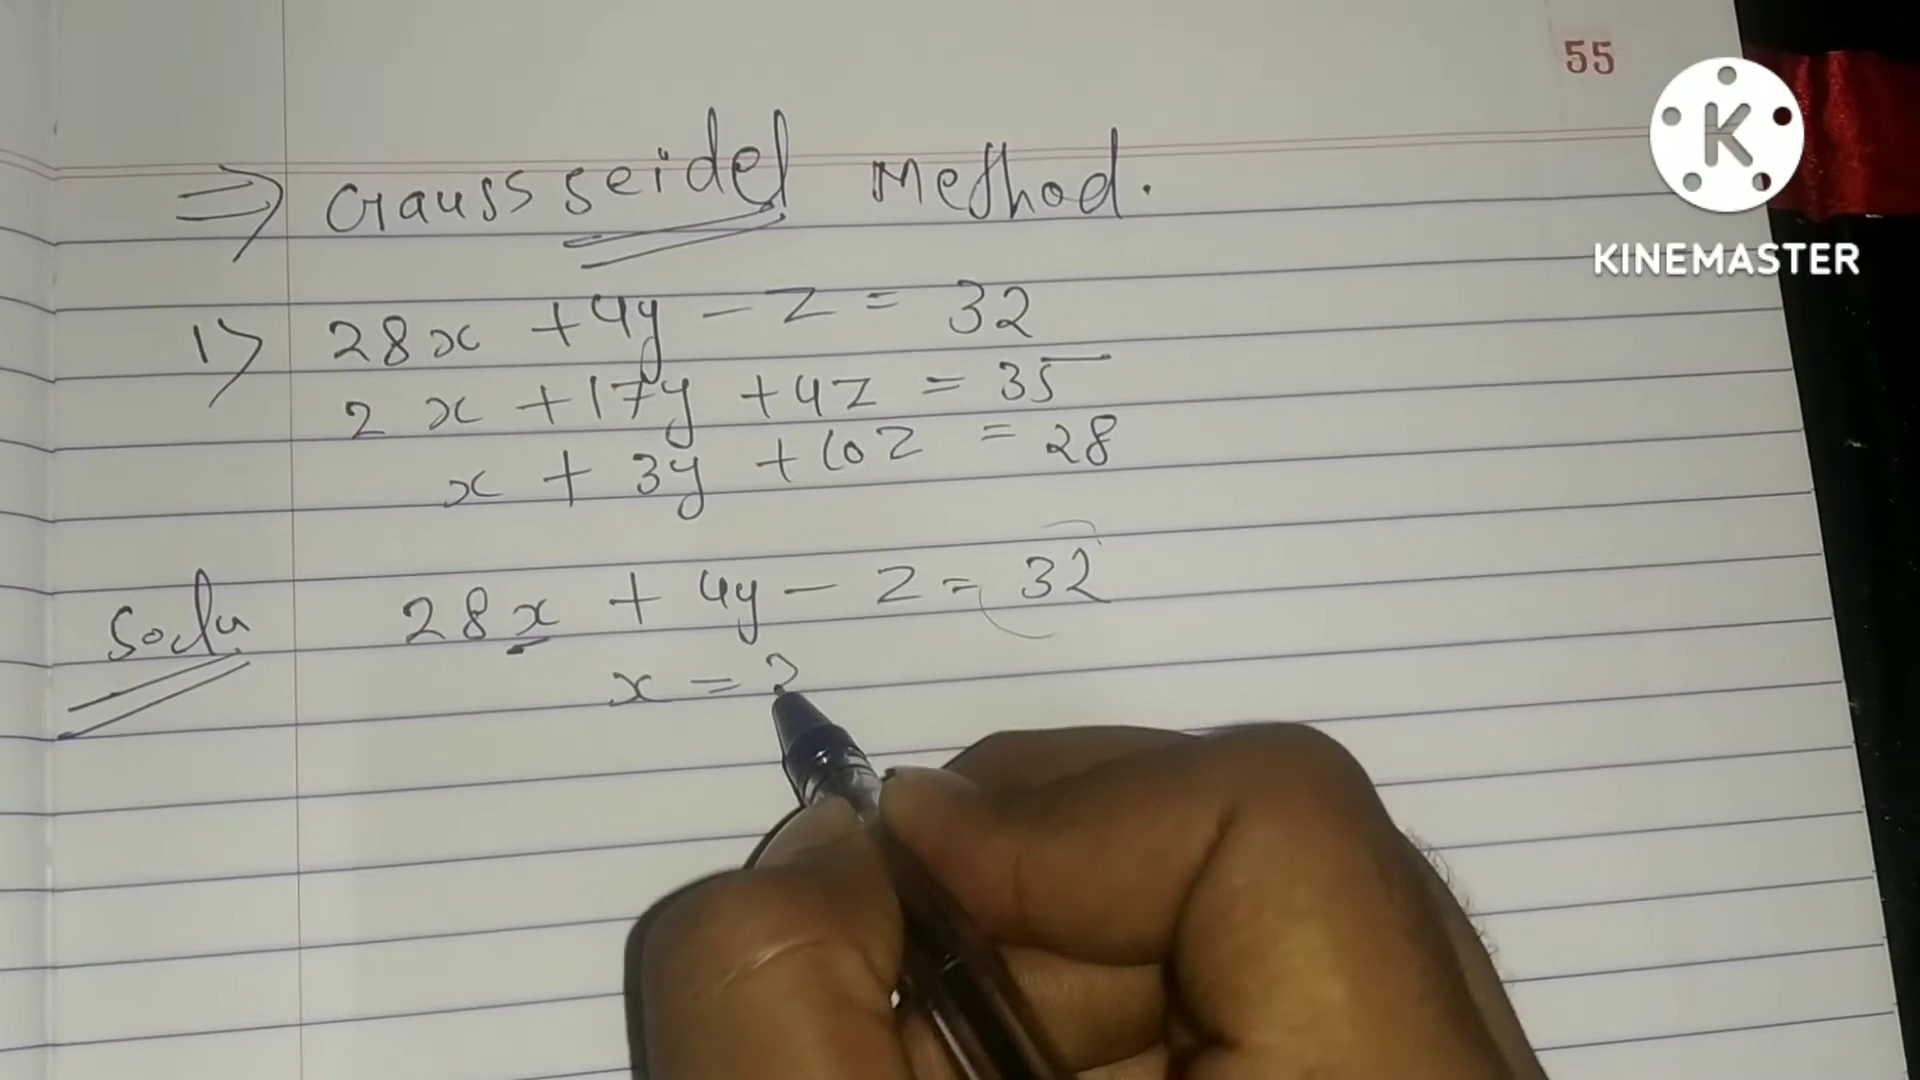 55
KINEMASTER
⇒ Gauss Seidel Method.
1) 28x + 4y - z = 32
2x + 17y + 4z = 35
x + 3y + 10z = 28
Soln 28x + 4y - z = 32
x = 3